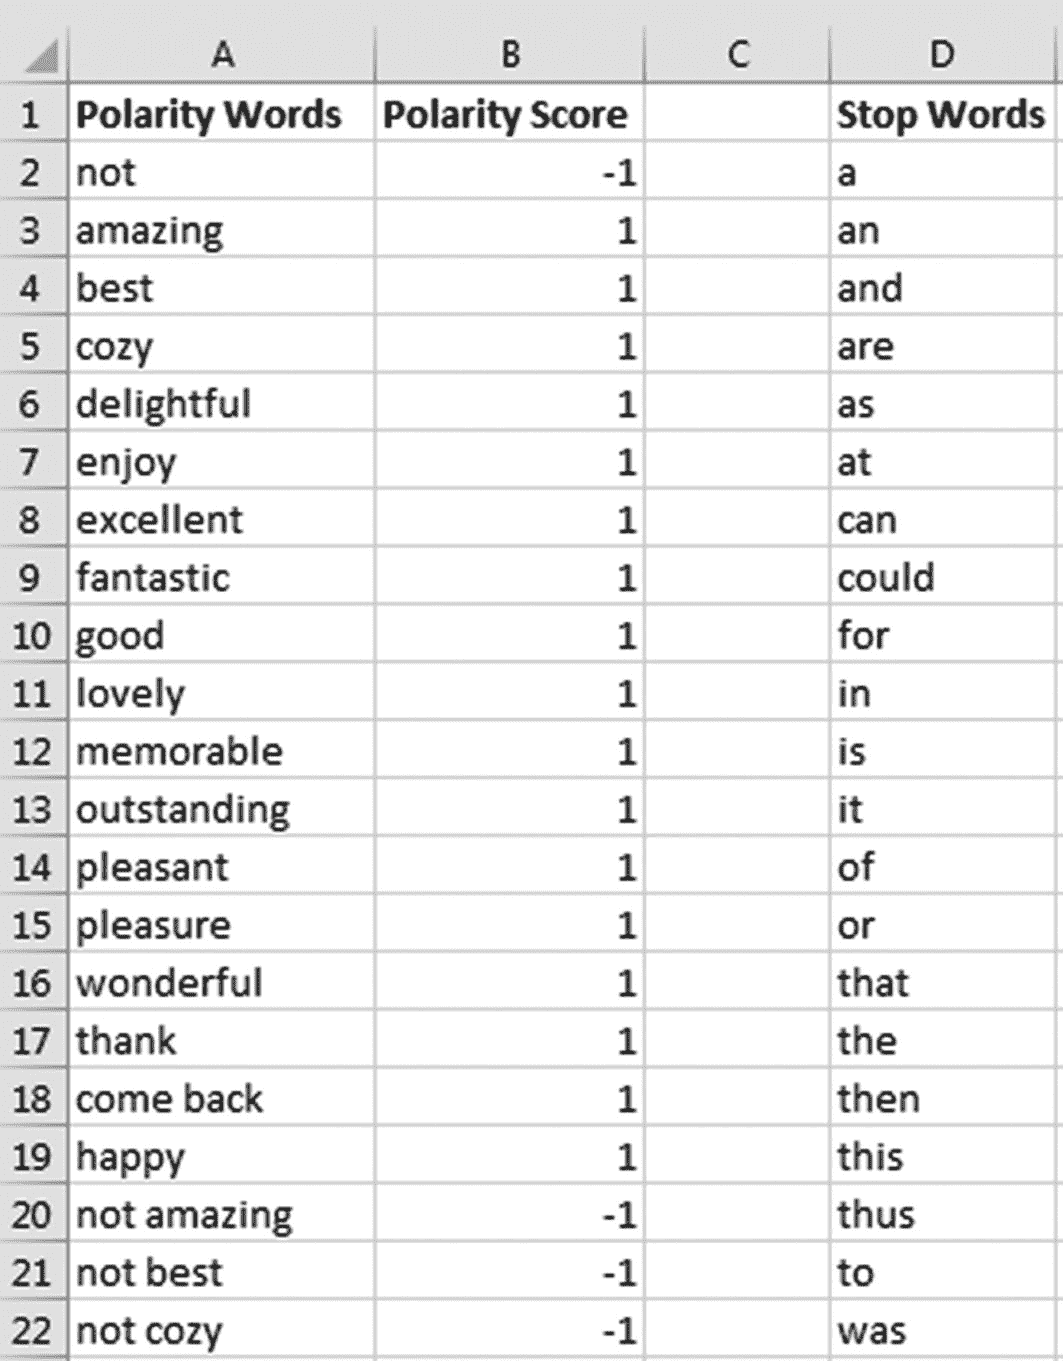 A B C D
1 Polarity Words Polarity Score Stop Words
2 not -1 a
3 amazing 1 an
4 best 1 and
5 cozy 1 are
6 delightful 1 as
7 enjoy 1 at
8 excellent 1 can
9 fantastic 1 could
10 good 1 for
11 lovely 1 in
12 memorable 1 is
13 outstanding 1 it
14 pleasant 1 of
15 pleasure 1 or
16 wonderful 1 that
17 thank 1 the
18 come back 1 then
19 happy 1 this
20 not amazing -1 thus
21 not best -1 to
22 not cozy -1 was